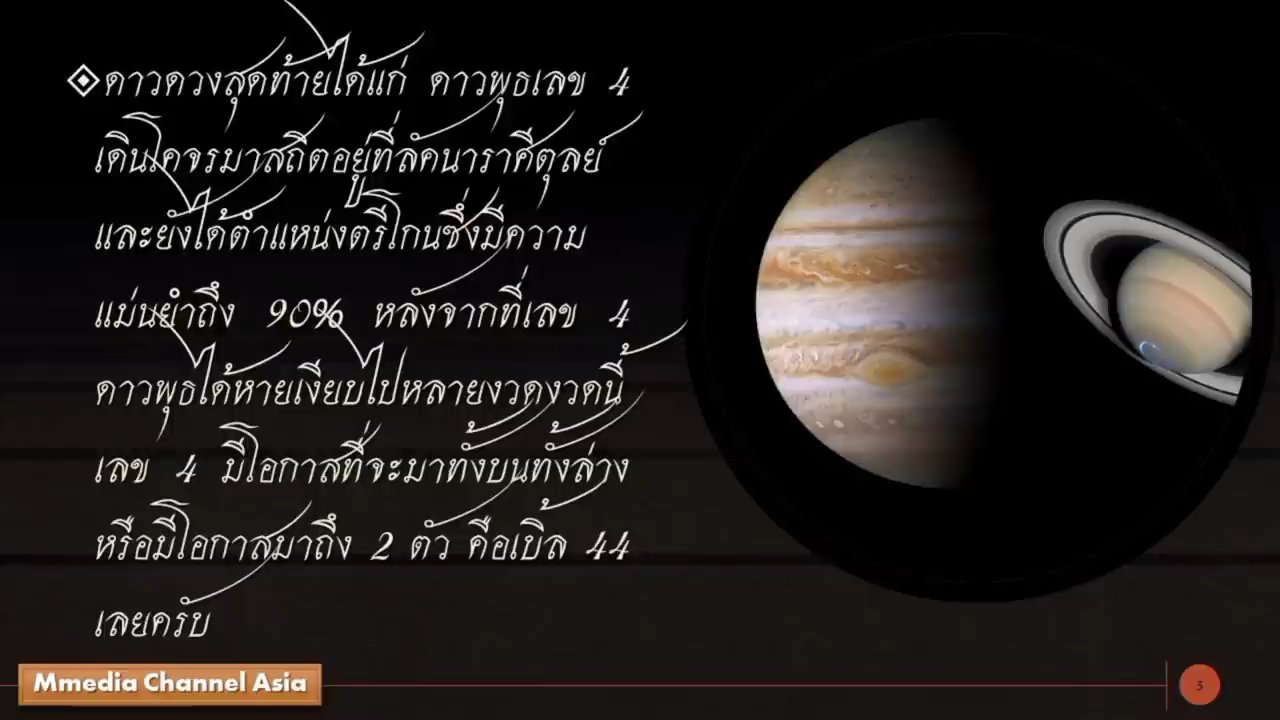 ดาวดวงสุดท้ายได้แก่ ดาวพุธเลข 4
เดินโคจรมาสถิตอยู่ที่ลัคนาราศีตุลย์
และยังได้ตำแหน่งตรีโกนซึ่งมีความ
แม่นยำถึง 90% หลังจากที่เลข 4
ดาวพุธได้หายเงียบไปหลายงวดงวดนี้
เลข 4 มีโอกาสที่จะมาทั้งบนทั้งล่าง
หรือมีโอกาสมาถึง 2 ตัว คือเบิ้ล 44
เลยครับ
Mmedia Channel Asia
5